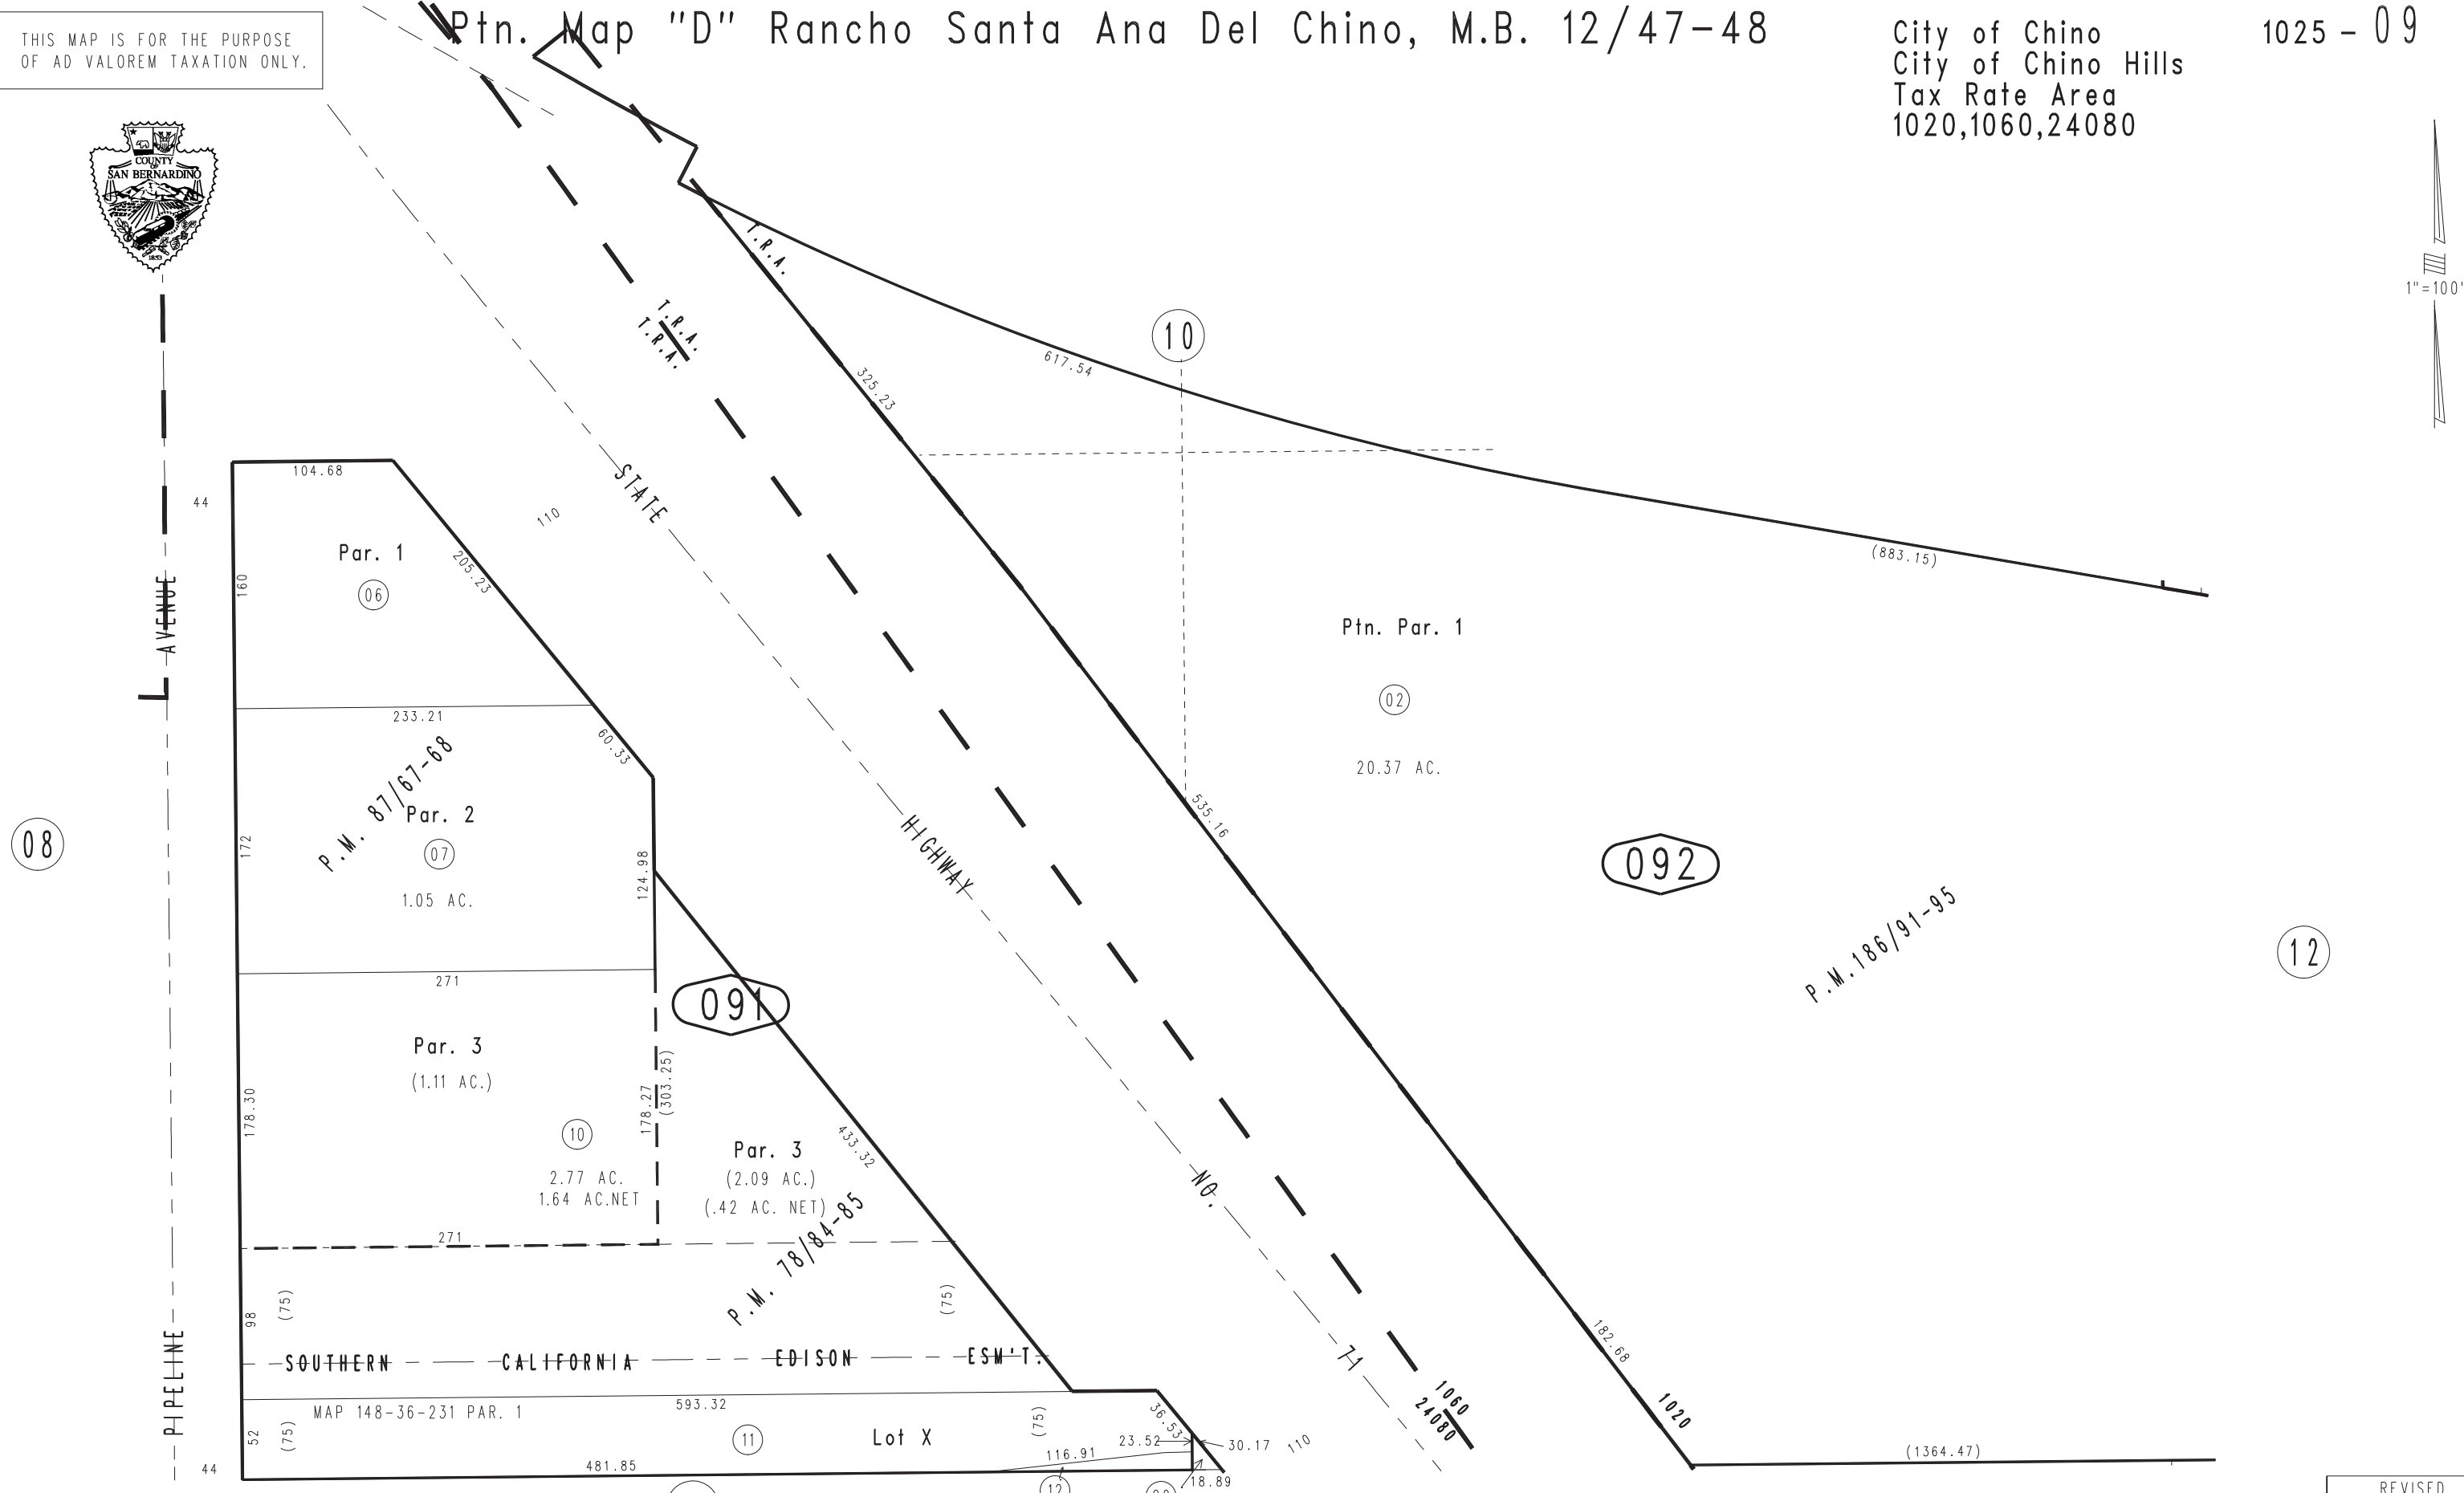 THIS MAP IS FOR THE PURPOSE
OF AD VALOREM TAXATION ONLY.
Ptn. Map "D" Rancho Santa Ana Del Chino, M.B. 12/47-48
City of Chino
City of Chino Hills
Tax Rate Area
1020,1060,24080
1025 - 09
COUNTY
OF
SAN BERNARDINO
1853
1"=100'
T.R.A.
T.R.A.
T.R.A.
10
617.54
325.23
104.68
44
STATE
110
Par. 1
205.23
06
160
AVENUE
(883.15)
Ptn. Par. 1
02
20.37 AC.
233.21
60.33
P.M. 87/67-68
Par. 2
07
1.05 AC.
172
124.98
08
HIGHWAY
535.16
092
P.M.186/91-95
12
271
091
Par. 3
(1.11 AC.)
178.30
178.27
(303.25)
10
2.77 AC.
1.64 AC.NET
433.32
Par. 3
(2.09 AC.)
(.42 AC. NET)
P.M. 78/84-85
NO.
271
98
(75)
(75)
SOUTHERN CALIFORNIA EDISON ESM'T.
PIPELINE
71
182.68
1060
24080
1020
593.32
MAP 148-36-231 PAR. 1
52
(75)
11
Lot X
(75)
36.53
23.52
30.17
110
116.91
481.85
44
18.89
12
(1364.47)
REVISED